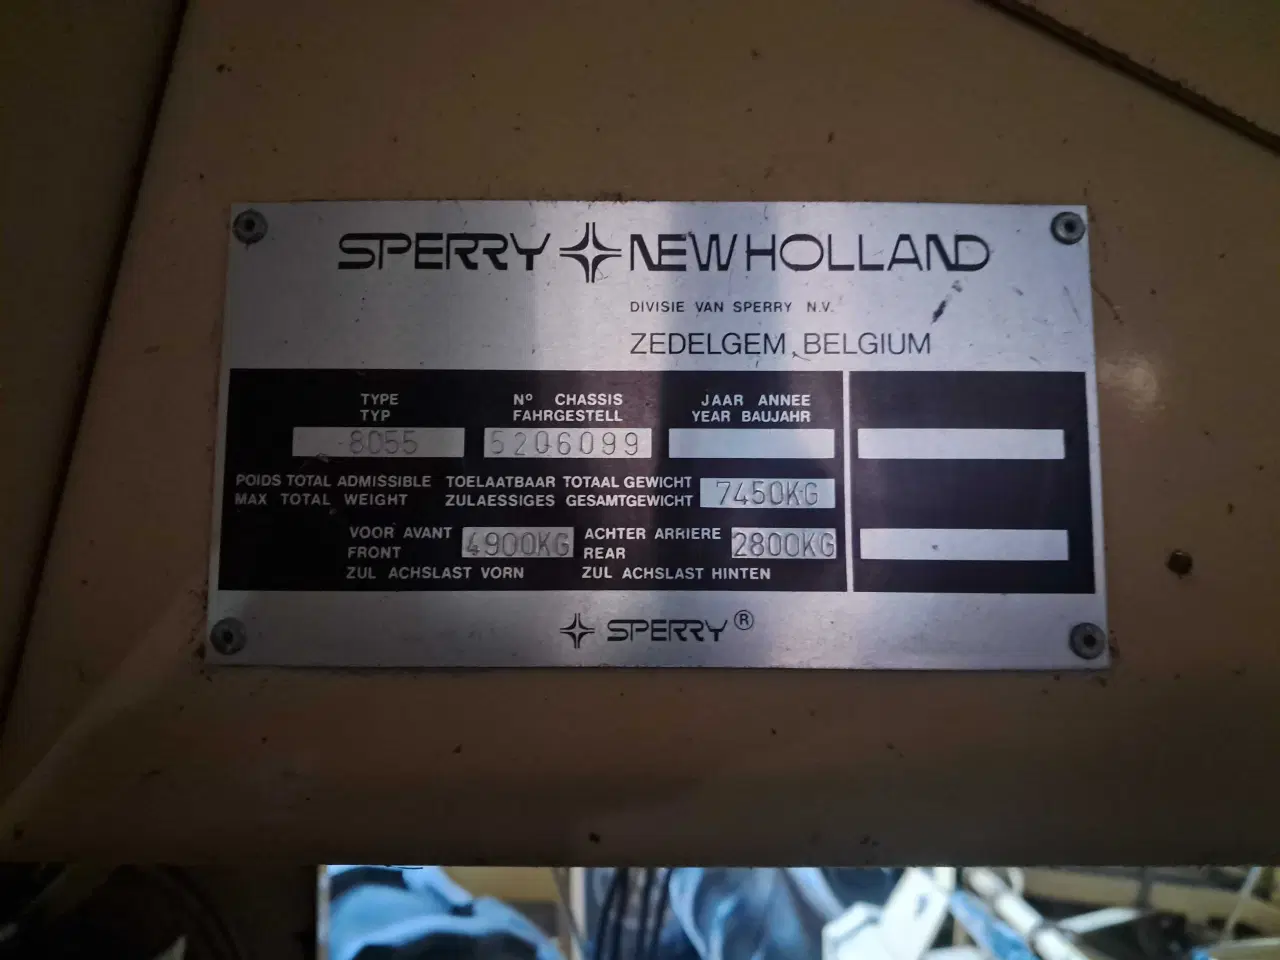 SPERRY NEW HOLLAND
DIVISIE VAN SPERRY N.V.
ZEDELGEM, BELGIUM
TYPE Nº CHASSIS JAAR ANNEE
TYP FAHRGESTELL YEAR BAUJAHR
8055 5206099
POIDS TOTAL ADMISSIBLE TOELAATBAAR TOTAAL GEWICHT
MAX TOTAL WEIGHT ZULAESSIGES GESAMTGEWICHT 7450KG
VOOR AVANT 4900KG ACHTER ARRIERE 2800KG
FRONT REAR
ZUL ACHSLAST VORN ZUL ACHSLAST HINTEN
SPERRY ®